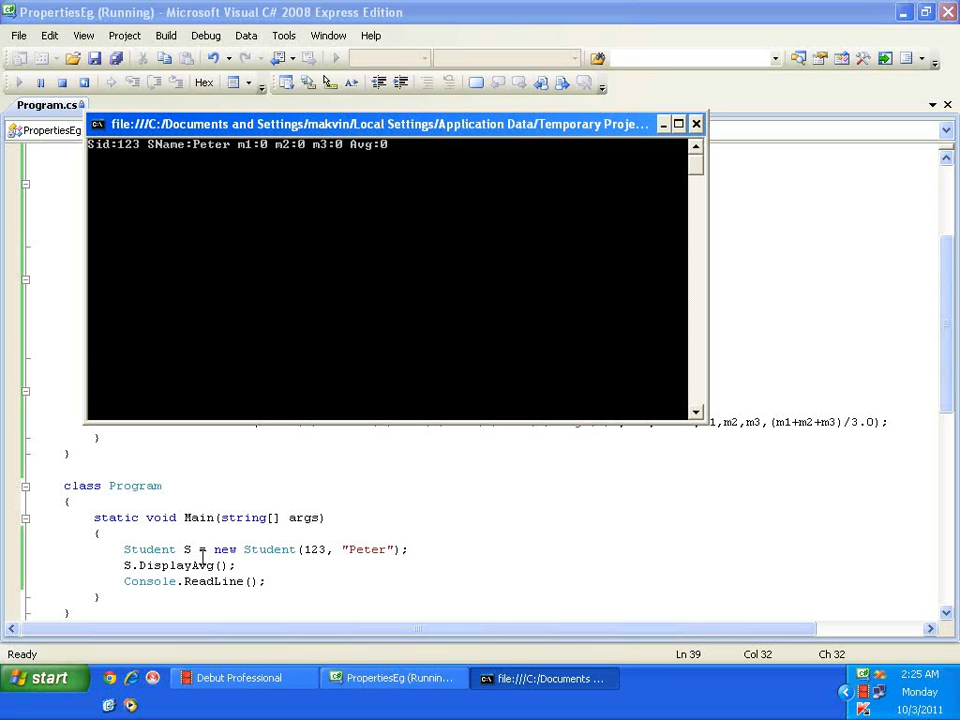 PropertiesEg (Running) - Microsoft Visual C# 2008 Express Edition
File Edit View Project Build Refactor Debug Data Tools Window Help
Hex
Program.cs
PropertiesEg
file:///C:/Documents and Settings/makvin/Local Settings/Application Data/Temporary Proje...
Sid:123 SName:Peter m1:0 m2:0 m3:0 Avg:0
1,m2,m3,(m1+m2+m3)/3.0);
}
}
class Program
{
static void Main(string[] args)
{
Student S = new Student(123, "Peter");
S.DisplayAvg();
Console.ReadLine();
}
}
Ready Ln 39 Col 32 Ch 32
start Debut Professional PropertiesEg (Runnin... file:///C:/Documents ... 2:25 AM
Monday
10/3/2011